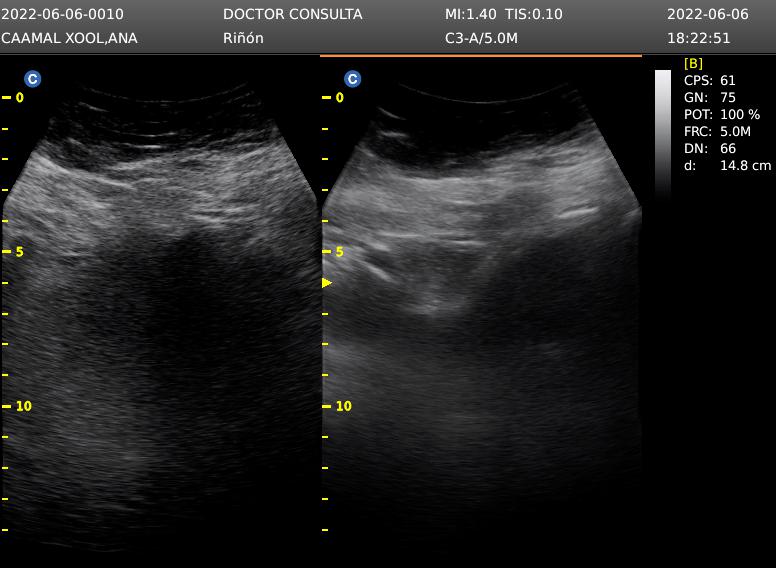 2022-06-06-0010 DOCTOR CONSULTA MI:1.40 TIS:0.10 2022-06-06
CAAMAL XOOL,ANA Riñón C3-A/5.0M 18:22:51
C
0
5
10
C
0
5
10
[B]
CPS: 61
GN: 75
POT: 100 %
FRC: 5.0M
DN: 66
d: 14.8 cm